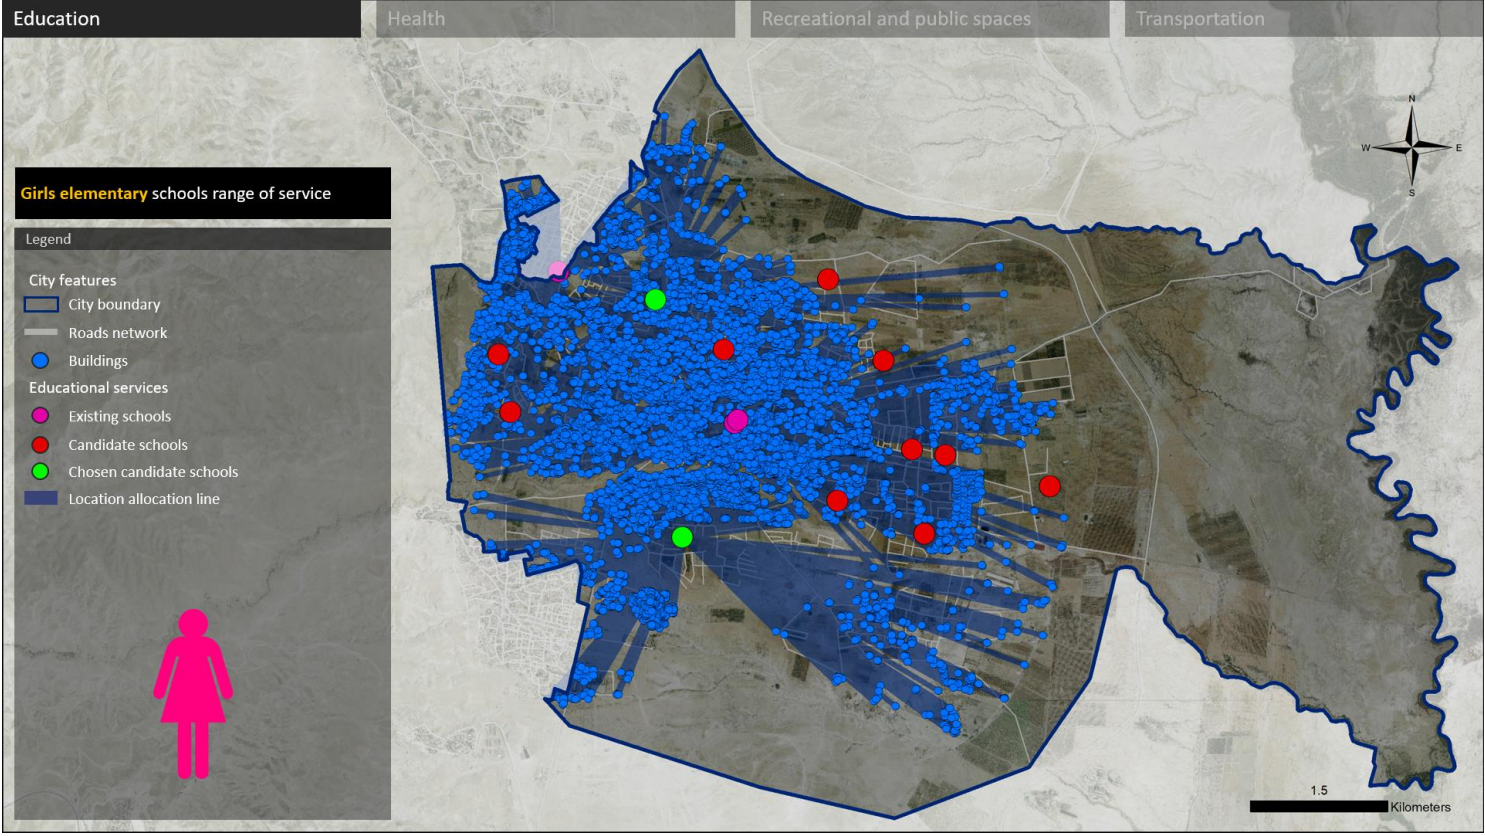 Education
Health
Recreational and public spaces
Transportation
Girls elementary schools range of service
Legend
City features
City boundary
Roads network
Buildings
Educational services
Existing schools
Candidate schools
Chosen candidate schools
Location allocation line
N
W E
S
1.5
Kilometers